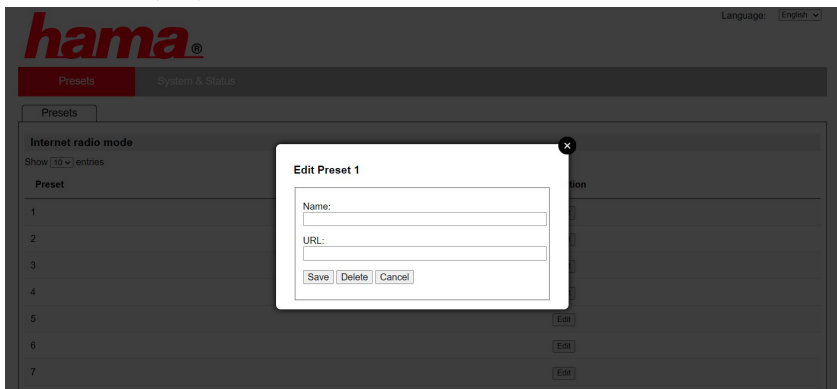 Language: English
hama®
Presets System & Status
Presets
Internet radio mode
Show 10 entries
Preset
1
2
3
4
5 Edit
6 Edit
7 Edit
Edit Preset 1
Name:
URL:
Save Delete Cancel